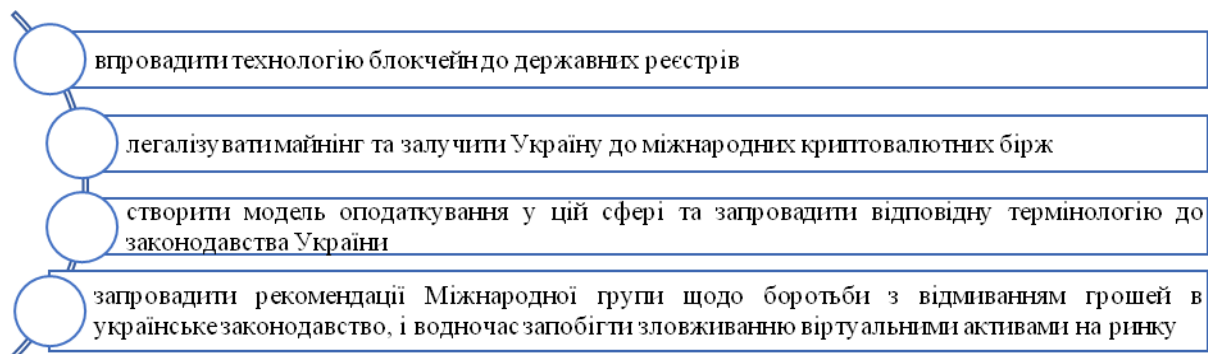 впровадити технологію блокчейн до державних реєстрів
легалізувати майнінг та залучити Україну до міжнародних криптовалютних бірж
створити модель оподаткування у цій сфері та запровадити відповідну термінологію до
законодавства України
запровадити рекомендації Міжнародної групи щодо боротьби з відмиванням грошей в
українське законодавство, і водночас запобігти зловживанню віртуальними активами на ринку